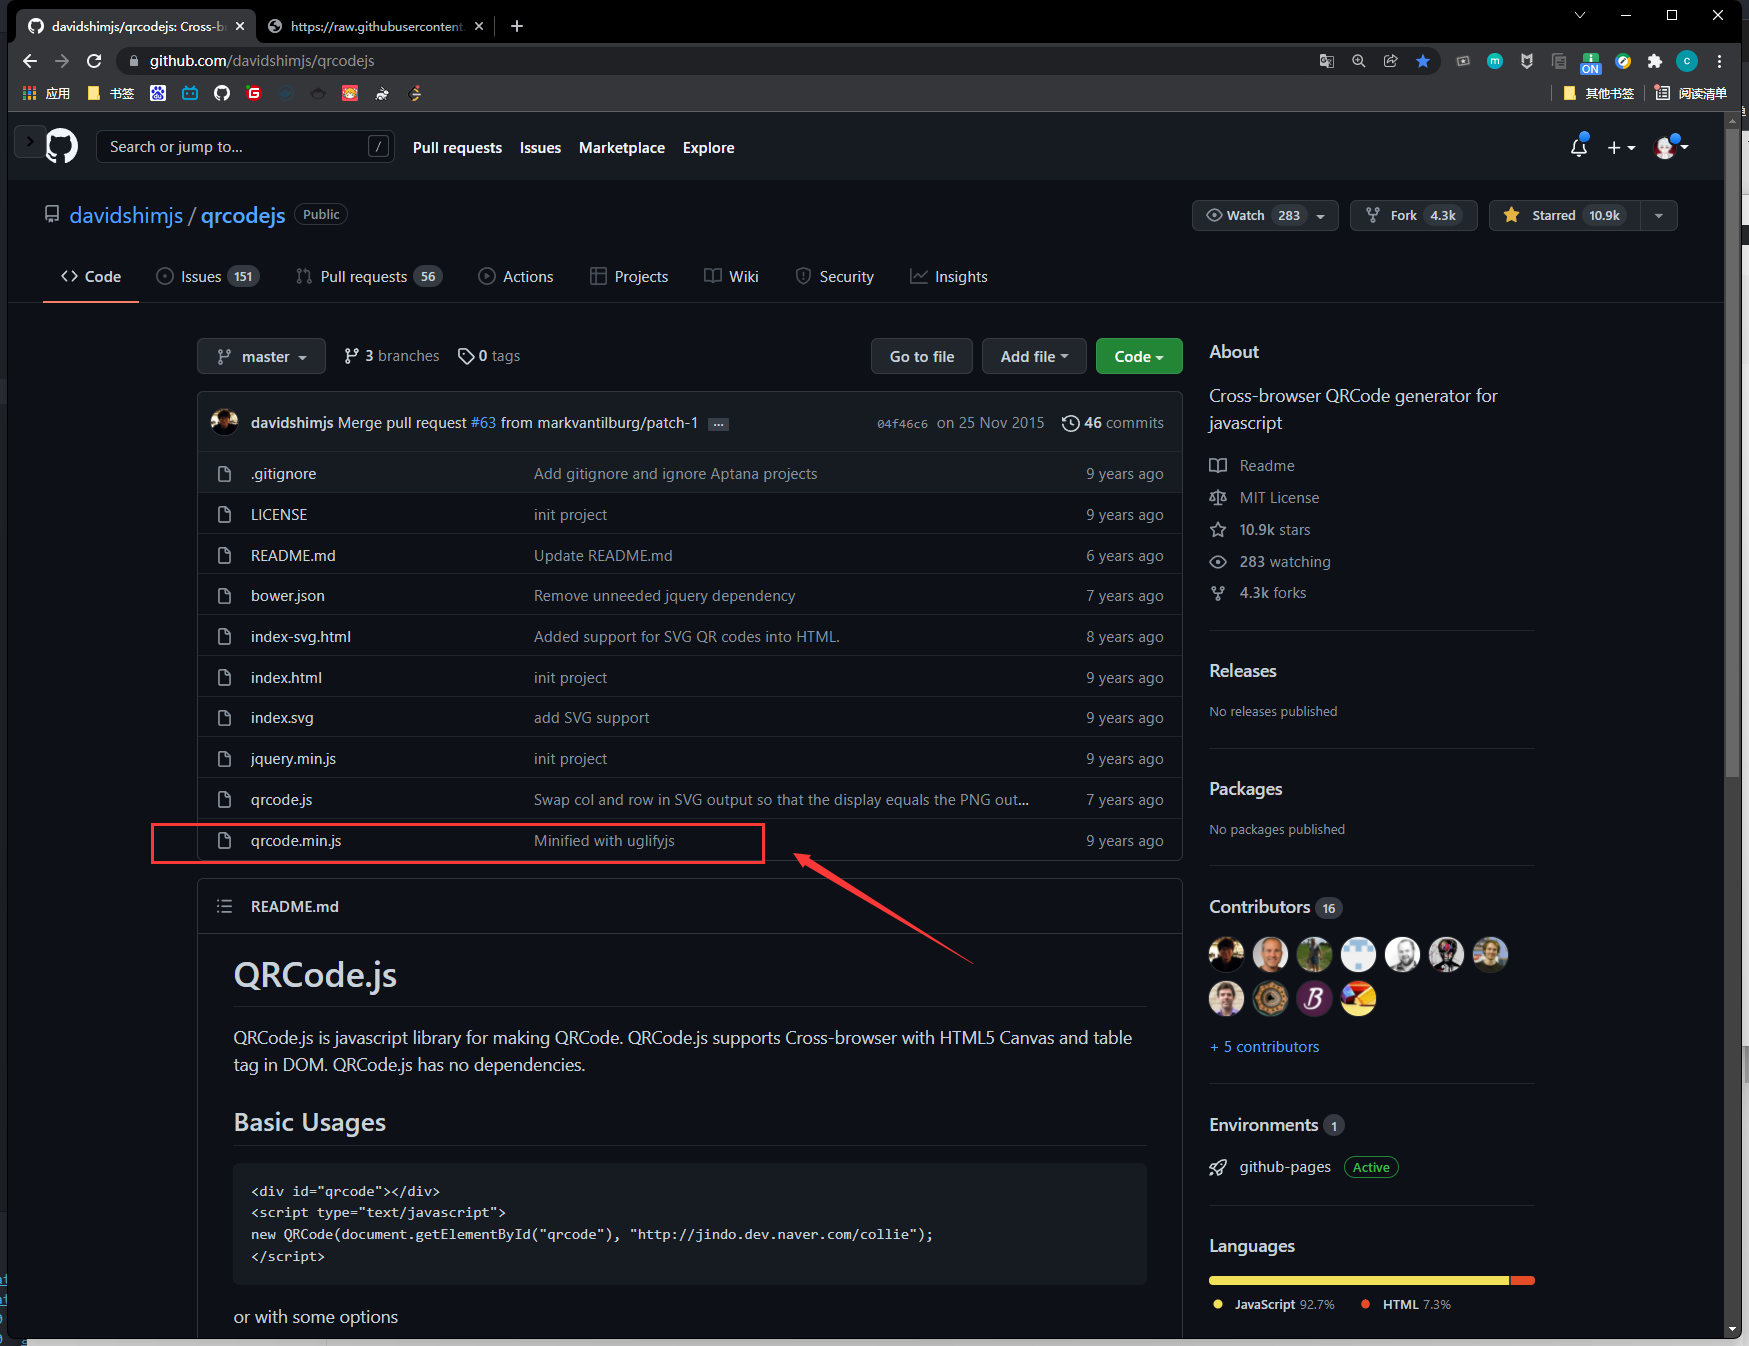 davidshimjs/qrcodejs: Cross-b
https://raw.githubusercontent.
github.com/davidshimjs/qrcodejs
ON
c
m
应用
书签
其他书签
阅读清单
Search or jump to...
/
Pull requests
Issues
Marketplace
Explore
davidshimjs / qrcodejs
Public
Watch 283
Fork 4.3k
Starred 10.9k
Code
Issues 151
Pull requests 56
Actions
Projects
Wiki
Security
Insights
master
3 branches
0 tags
Go to file
Add file
Code
davidshimjs Merge pull request #63 from markvantilburg/patch-1 ...
04f46c6 on 25 Nov 2015
46 commits
.gitignore Add gitignore and ignore Aptana projects 9 years ago
LICENSE init project 9 years ago
README.md Update README.md 6 years ago
bower.json Remove unneeded jquery dependency 7 years ago
index-svg.html Added support for SVG QR codes into HTML. 8 years ago
index.html init project 9 years ago
index.svg add SVG support 9 years ago
jquery.min.js init project 9 years ago
qrcode.js Swap col and row in SVG output so that the display equals the PNG out... 7 years ago
qrcode.min.js Minified with uglifyjs 9 years ago
README.md
QRCode.js
QRCode.js is javascript library for making QRCode. QRCode.js supports Cross-browser with HTML5 Canvas and table
tag in DOM. QRCode.js has no dependencies.
Basic Usages
<div id="qrcode"></div>
<script type="text/javascript">
new QRCode(document.getElementById("qrcode"), "http://jindo.dev.naver.com/collie");
</script>
or with some options
About
Cross-browser QRCode generator for
javascript
Readme
MIT License
10.9k stars
283 watching
4.3k forks
Releases
No releases published
Packages
No packages published
Contributors 16
B
+ 5 contributors
Environments 1
github-pages Active
Languages
JavaScript 92.7%
HTML 7.3%